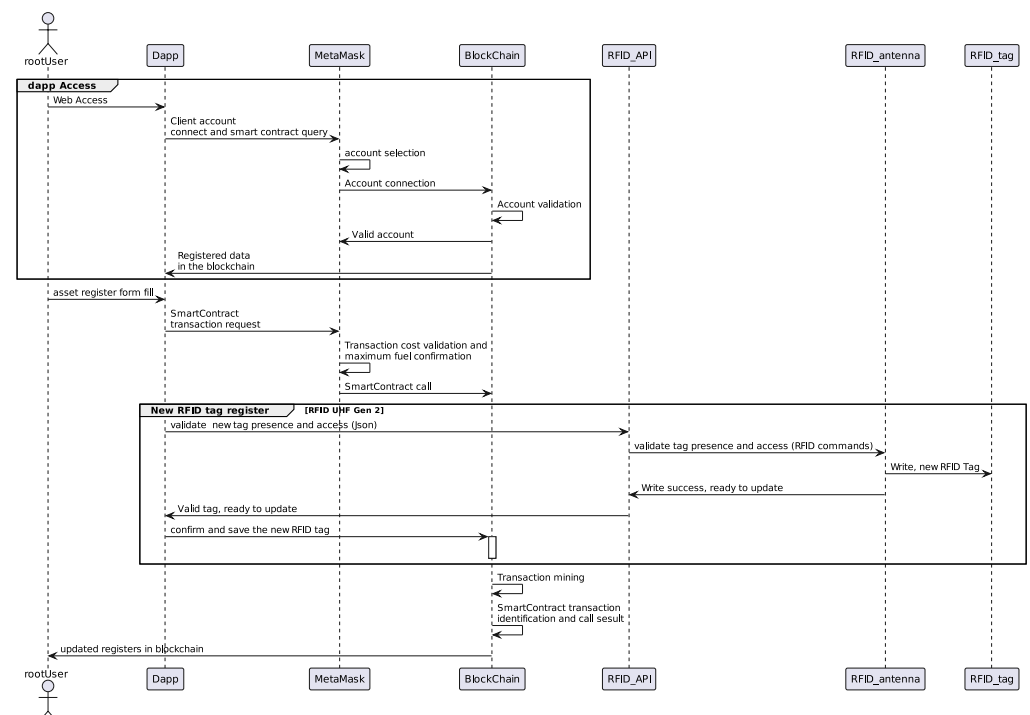 rootUser
Dapp
MetaMask
BlockChain
RFID_API
RFID_antenna
RFID_tag
dapp Access
Web Access
Client account
connect and smart contract query
account selection
Account connection
Account validation
Valid account
Registered data
in the blockchain
asset register form fill
SmartContract
transaction request
Transaction cost validation and
maximum fuel confirmation
SmartContract call
New RFID tag register [RFID UHF Gen 2]
validate new tag presence and access (Json)
validate tag presence and access (RFID commands)
Write, new RFID Tag
Write success, ready to update
Valid tag, ready to update
confirm and save the new RFID tag
Transaction mining
SmartContract transaction
identification and call sesult
updated registers in blockchain
rootUser
Dapp
MetaMask
BlockChain
RFID_API
RFID_antenna
RFID_tag